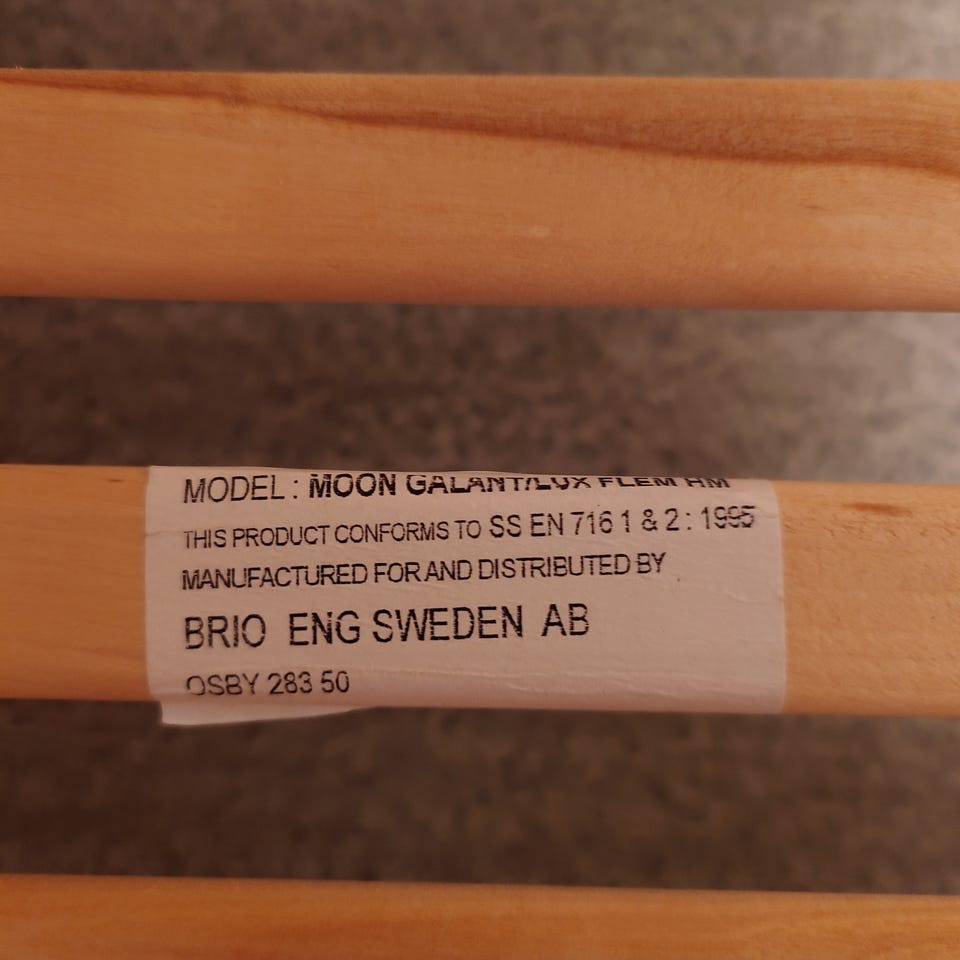 MODEL : MOON GALANT/LUX FLEM HM
THIS PRODUCT CONFORMS TO SS EN 716 1 & 2 : 1995
MANUFACTURED FOR AND DISTRIBUTED BY
BRIO ENG SWEDEN AB
OSBY 283 50